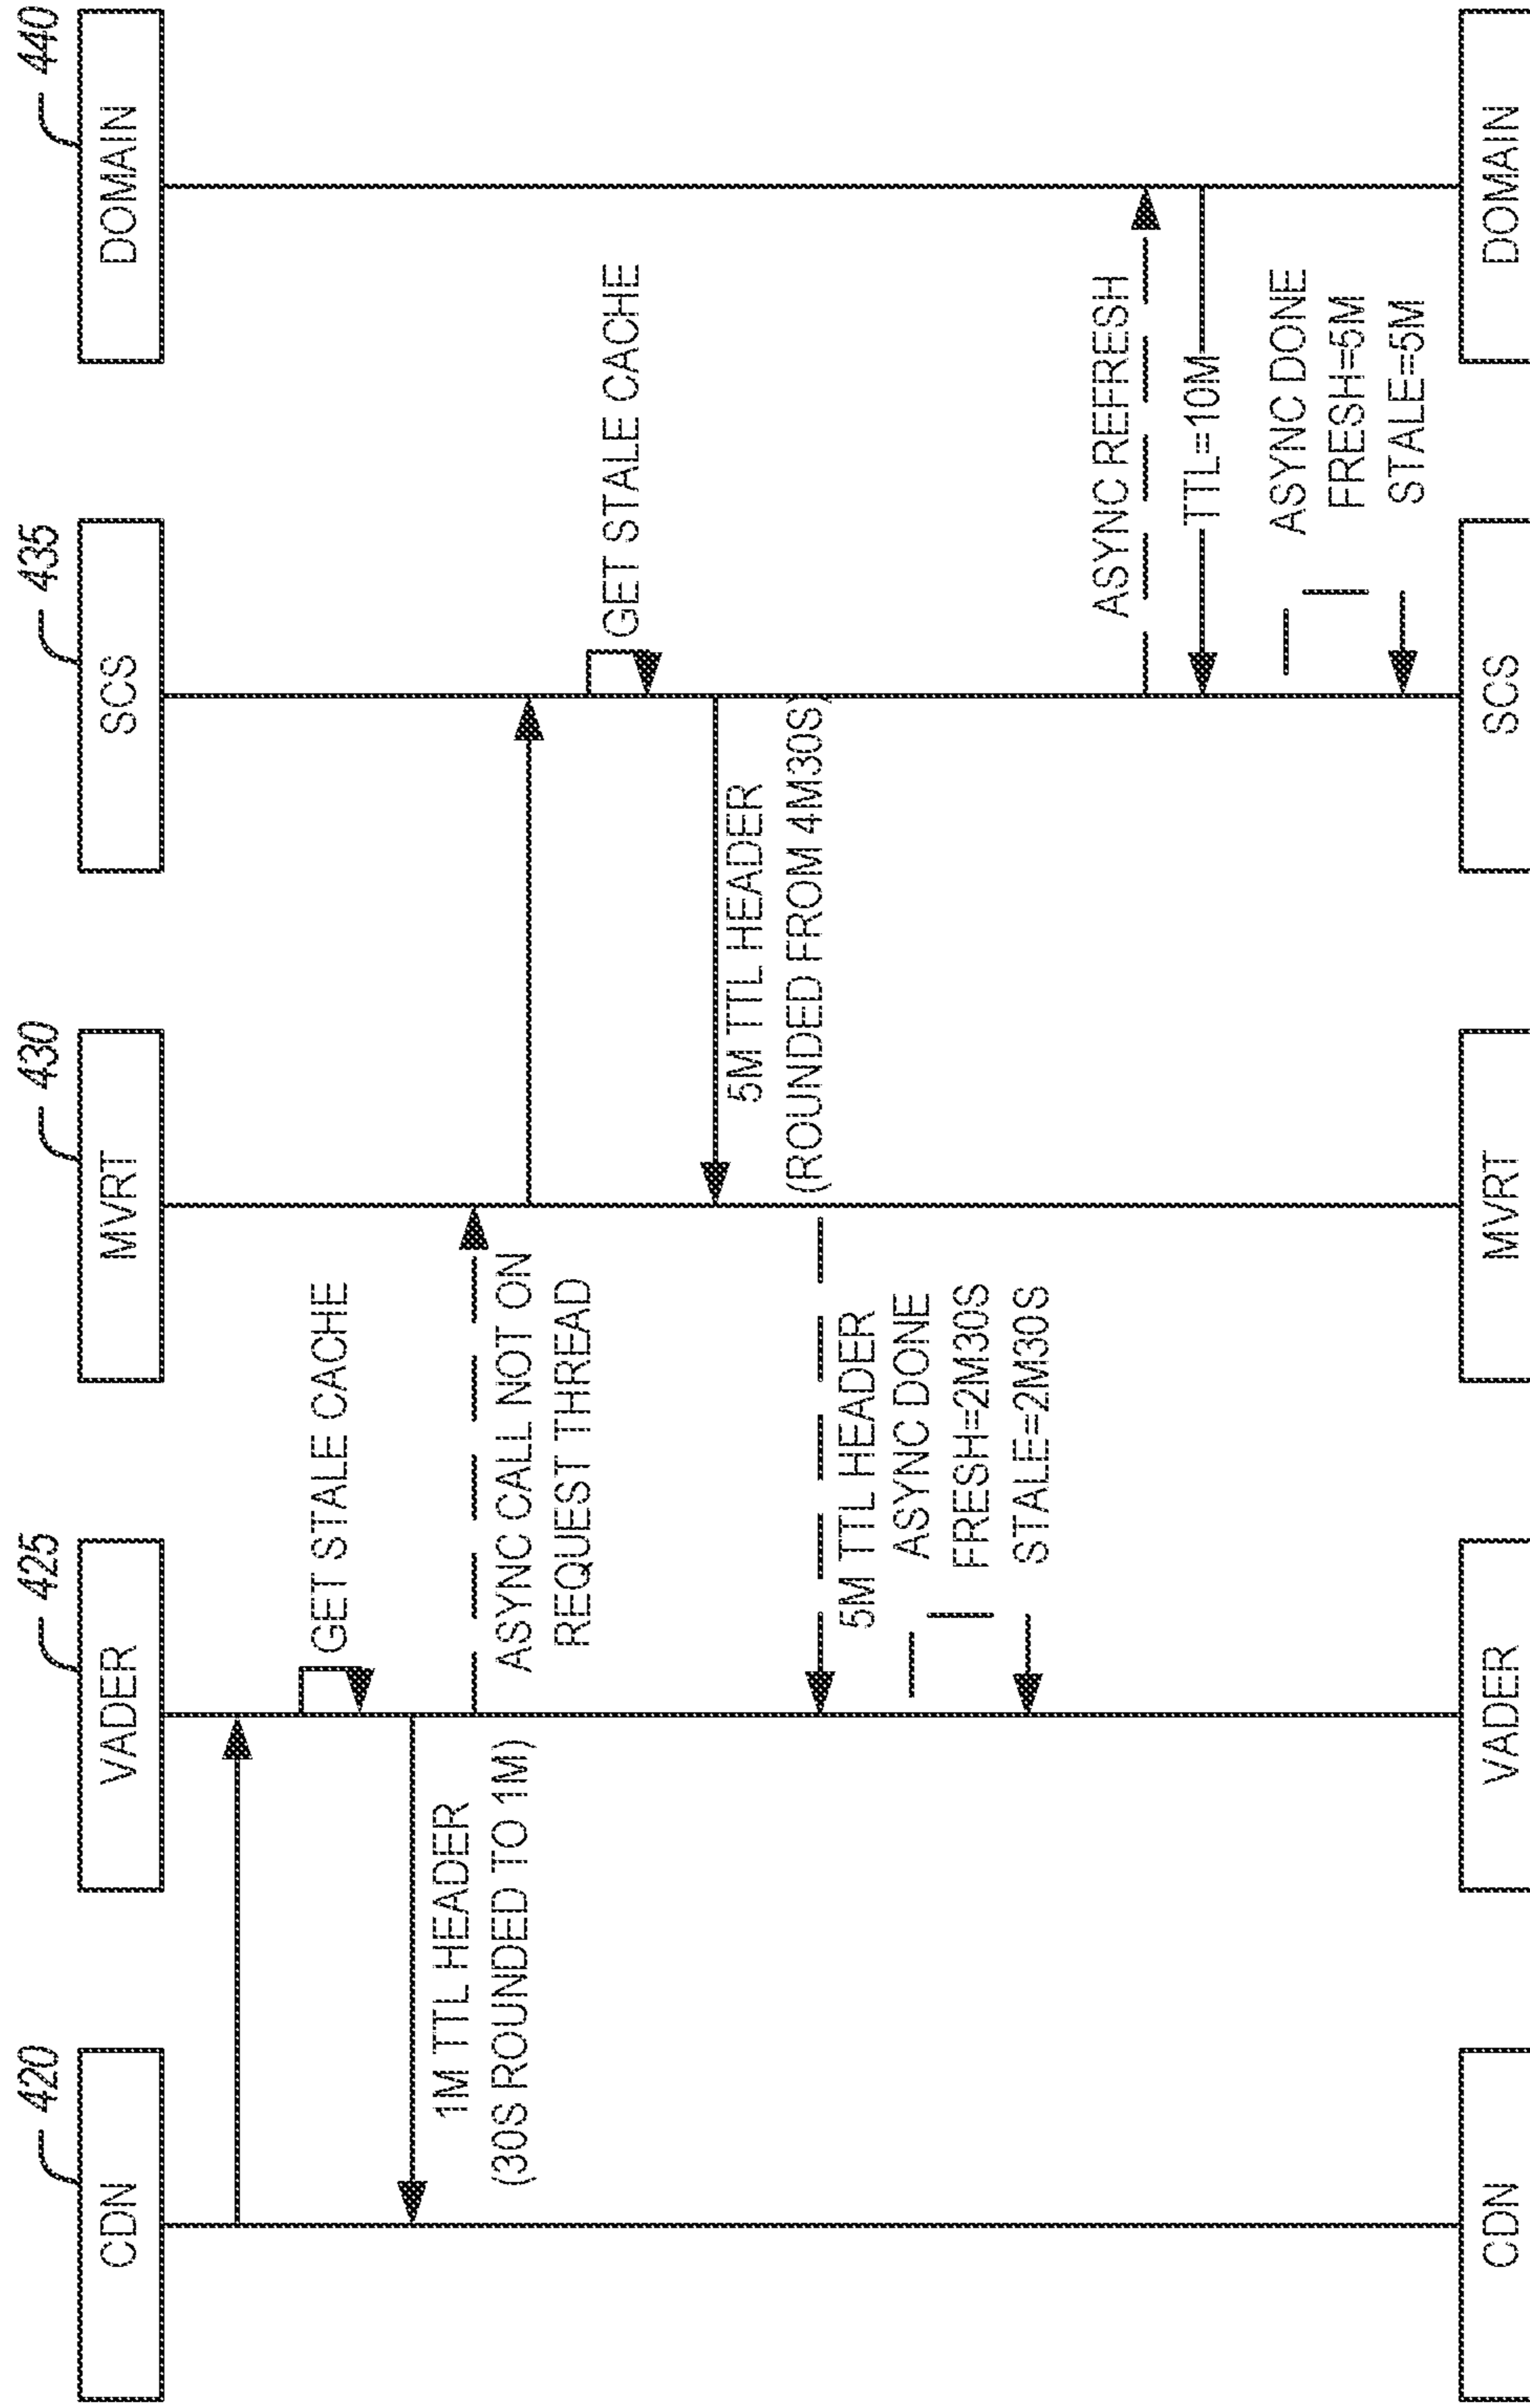 420
425
430
435
440
CDN
VADER
MVRT
SCS
DOMAIN
GET STALE CACHE
1M TTL HEADER
(30S ROUNDED TO 1M)
ASYNC CALL NOT ON
REQUEST THREAD
GET STALE CACHE
5M TTL HEADER
(ROUNDED FROM 4M30S)
5M TTL HEADER
ASYNC DONE
FRESH=2M30S
STALE=2M30S
ASYNC REFRESH
TTL=10M
ASYNC DONE
FRESH=5M
STALE=5M
CDN
VADER
MVRT
SCS
DOMAIN